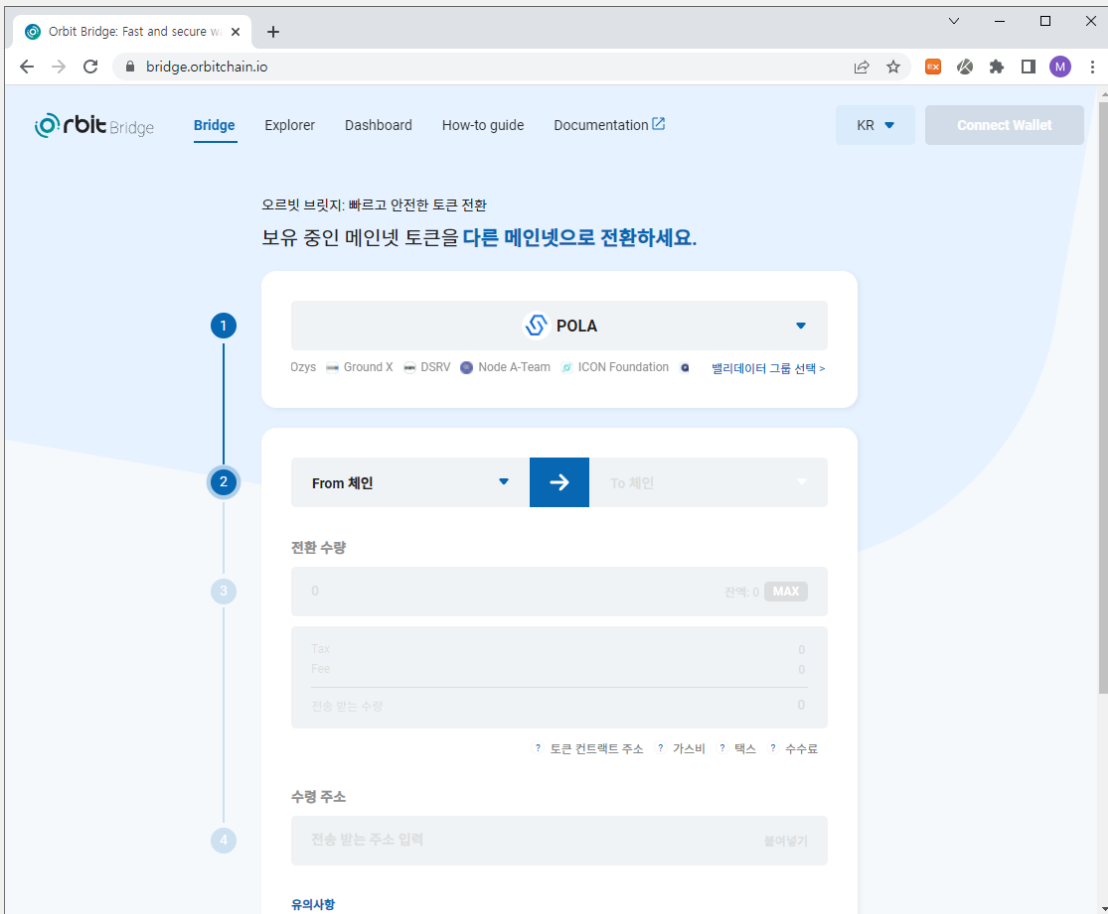 Orbit Bridge: Fast and secure w
bridge.orbitchain.io
EX
M
Orbit Bridge
Bridge Explorer Dashboard How-to guide Documentation
KR
Connect Wallet
오르빗 브릿지: 빠르고 안전한 토큰 전환
보유 중인 메인넷 토큰을 다른 메인넷으로 전환하세요.
1
POLA
Ozys Ground X DSRV Node A-Team ICON Foundation
밸리데이터 그룹 선택 >
2
From 체인
To 체인
전환 수량
3
0
잔액: 0 MAX
Tax 0
Fee 0
전송 받는 수량 0
? 토큰 컨트랙트 주소 ? 가스비 ? 택스 ? 수수료
수령 주소
4
전송 받는 주소 입력
붙여넣기
유의사항